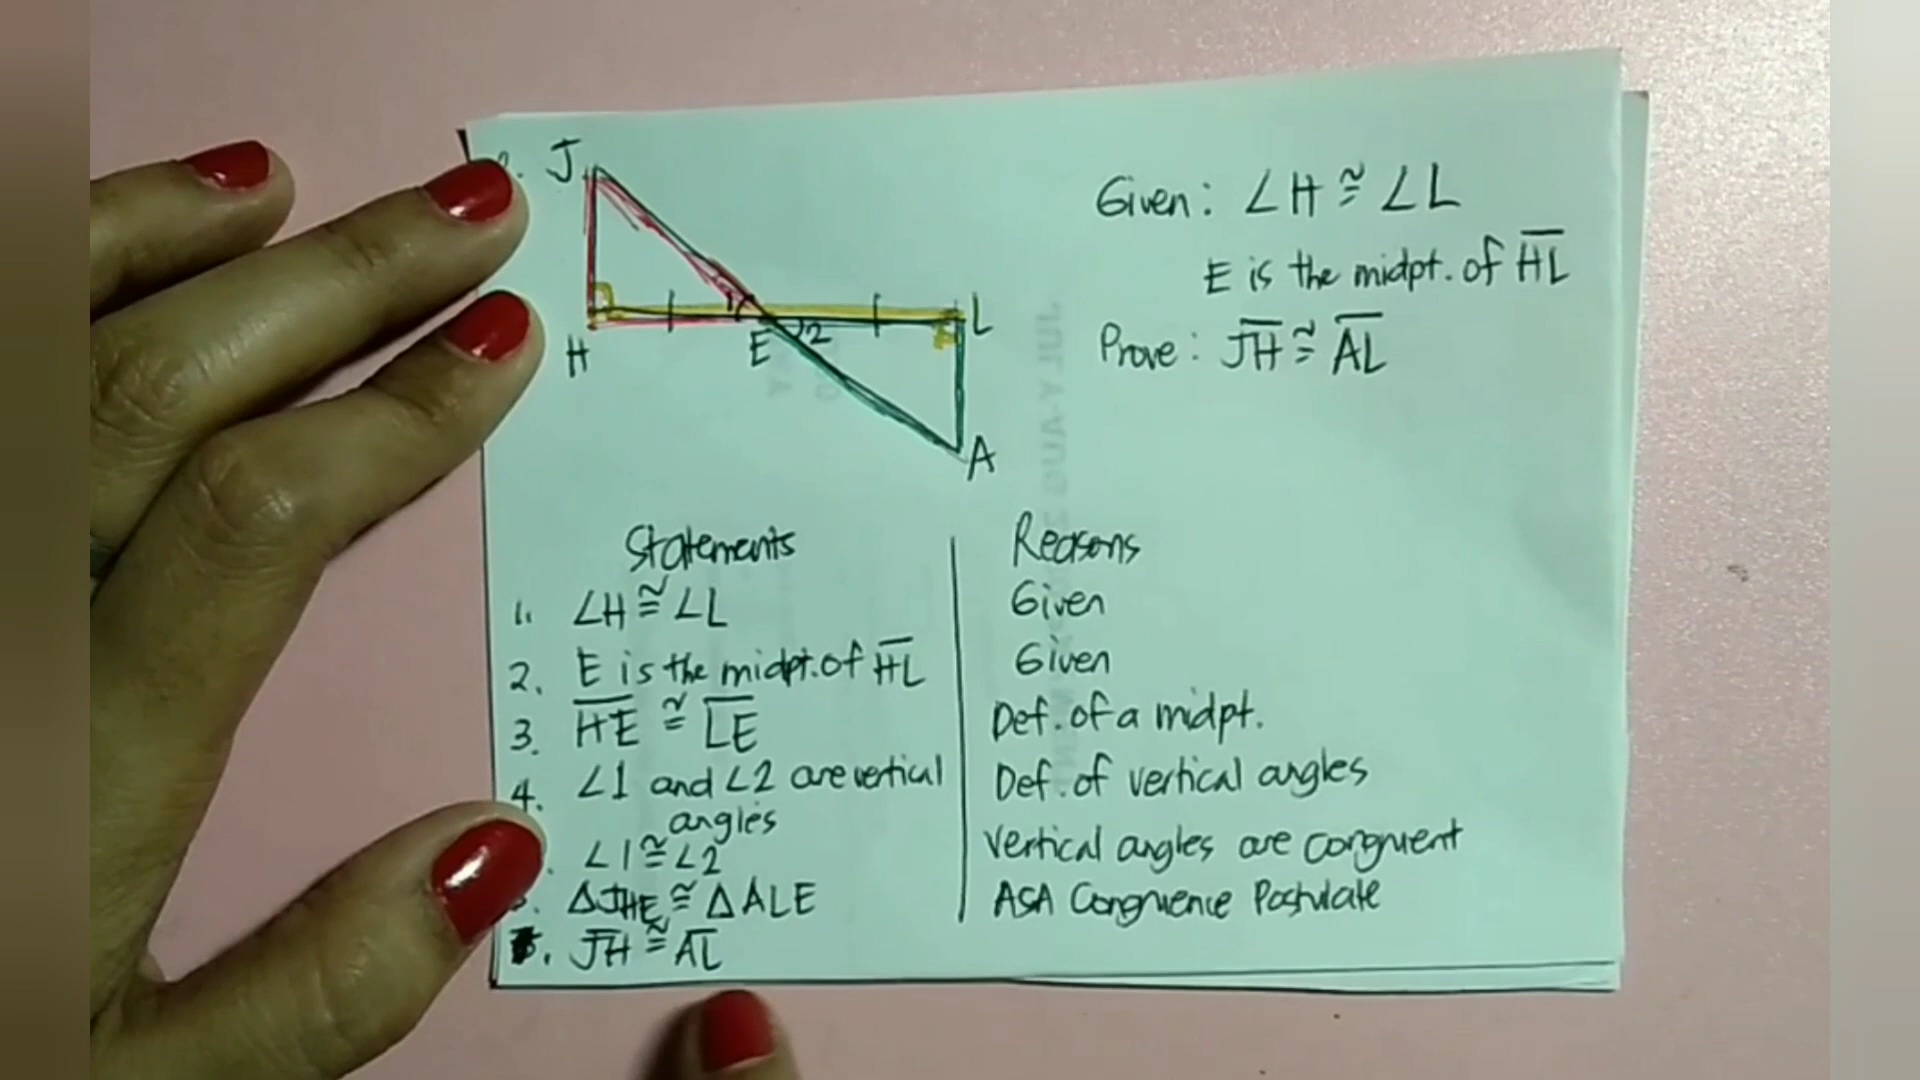 J
Given: ∠H ≅ ∠L
E is the midpt. of HL
Prove: JH ≅ AL
1
2
L
H
E
A
Statements
Reasons
1. ∠H ≅ ∠L Given
2. E is the midpt. of HL Given
3. HE ≅ LE Def. of a midpt.
4. ∠1 and ∠2 are vertical Def. of vertical angles
angles
∠1 ≅ ∠2 Vertical angles are congruent
△JHE ≅ △ALE ASA Congruence Postulate
JH ≅ AL